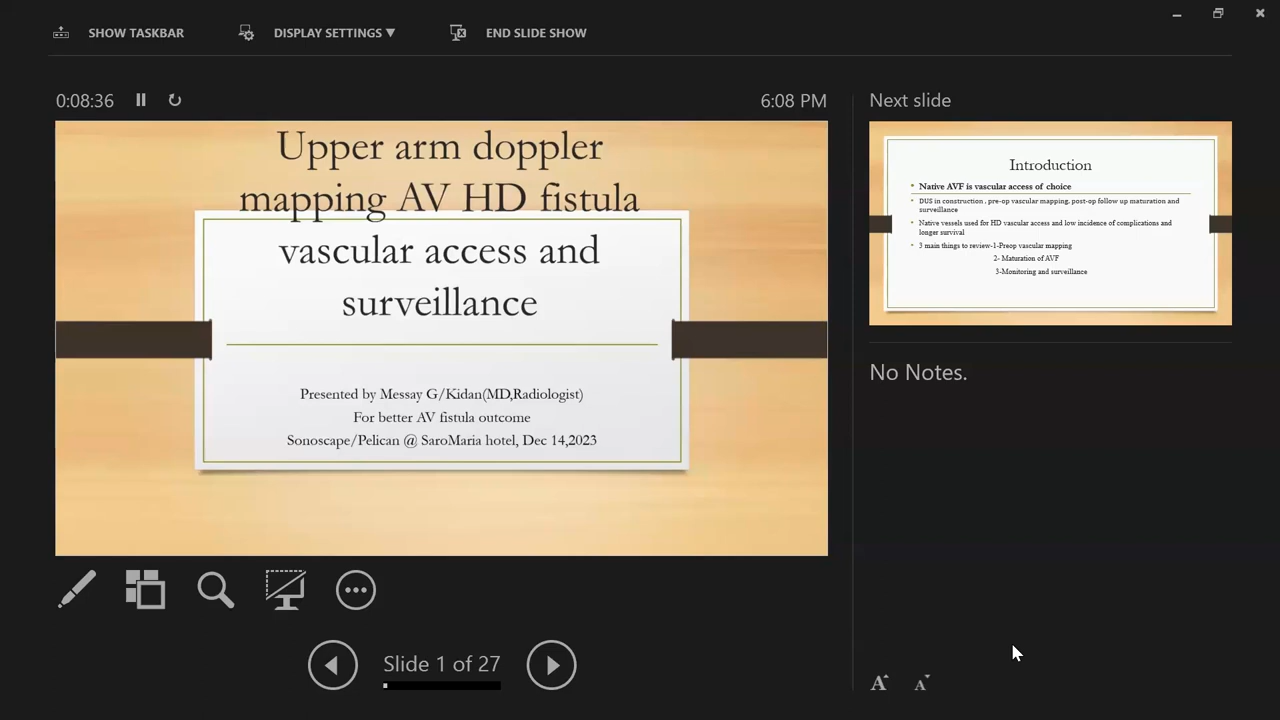 SHOW TASKBAR
DISPLAY SETTINGS ▼
END SLIDE SHOW
0:08:36
6:08 PM
Upper arm doppler
mapping AV HD fistula
vascular access and
surveillance
Presented by Messay G/Kidan(MD,Radiologist)
For better AV fistula outcome
Sonoscape/Pelican @ SaroMaria hotel, Dec 14,2023
Slide 1 of 27
Next slide
Introduction
• Native AVF is vascular access of choice
• DUS in construction , pre-op vascular mapping, post-op follow up maturation and
surveillance
• Native vessels used for HD vascular access and low incidence of complications and
longer survival
• 3 main things to review-1-Preop vascular mapping
2- Maturation of AVF
3-Monitoring and surveillance
No Notes.
A A